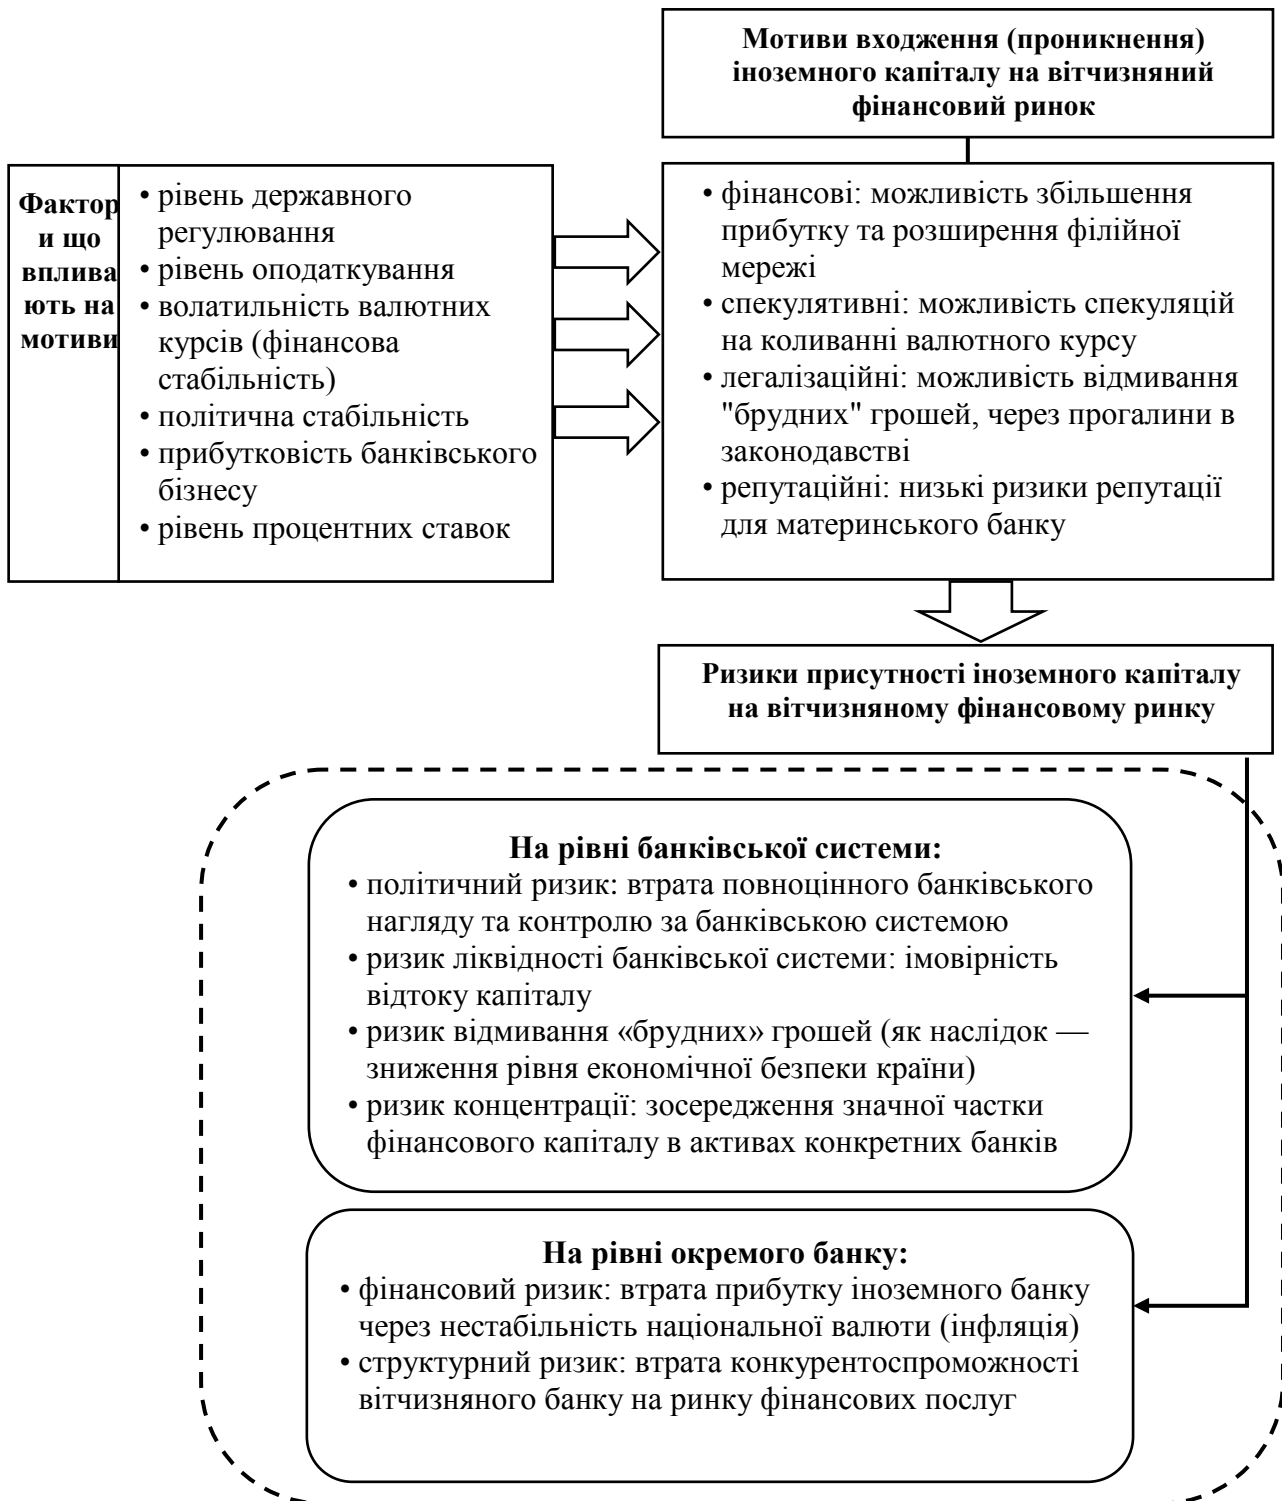 Мотиви входження (проникнення)
іноземного капіталу на вітчизняний
фінансовий ринок
Фактор
и що
вплива
ють на
мотиви
• рівень державного
регулювання
• рівень оподаткування
• волатильність валютних
курсів (фінансова
стабільність)
• політична стабільність
• прибутковість банківського
бізнесу
• рівень процентних ставок
• фінансові: можливість збільшення
прибутку та розширення філійної
мережі
• спекулятивні: можливість спекуляцій
на коливанні валютного курсу
• легалізаційні: можливість відмивання
"брудних" грошей, через прогалини в
законодавстві
• репутаційні: низькі ризики репутації
для материнського банку
Ризики присутності іноземного капіталу
на вітчизняному фінансовому ринку
На рівні банківської системи:
• політичний ризик: втрата повноцінного банківського
нагляду та контролю за банківською системою
• ризик ліквідності банківської системи: імовірність
відтоку капіталу
• ризик відмивання «брудних» грошей (як наслідок —
зниження рівня економічної безпеки країни)
• ризик концентрації: зосередження значної частки
фінансового капіталу в активах конкретних банків
На рівні окремого банку:
• фінансовий ризик: втрата прибутку іноземного банку
через нестабільність національної валюти (інфляція)
• структурний ризик: втрата конкурентоспроможності
вітчизняного банку на ринку фінансових послуг